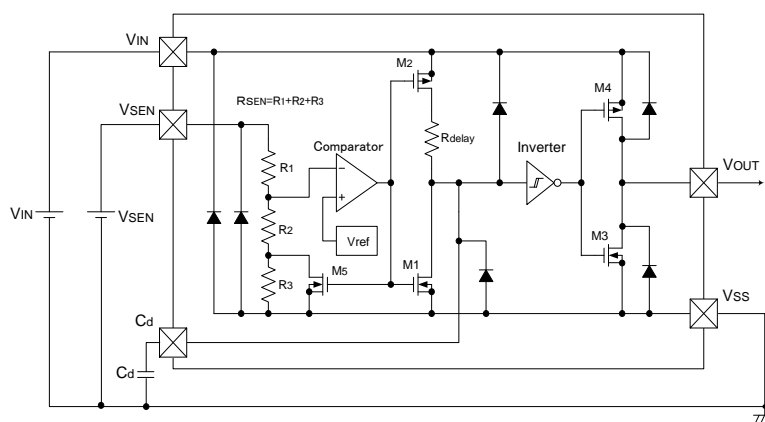 VIN
M2
VSEN
RSEN=R1+R2+R3
M4
Comparator
Rdelay
Inverter
R1
−
+
VOUT
VIN
VSEN
R2
Vref
M3
M5
M1
R3
Cd
VSS
Cd